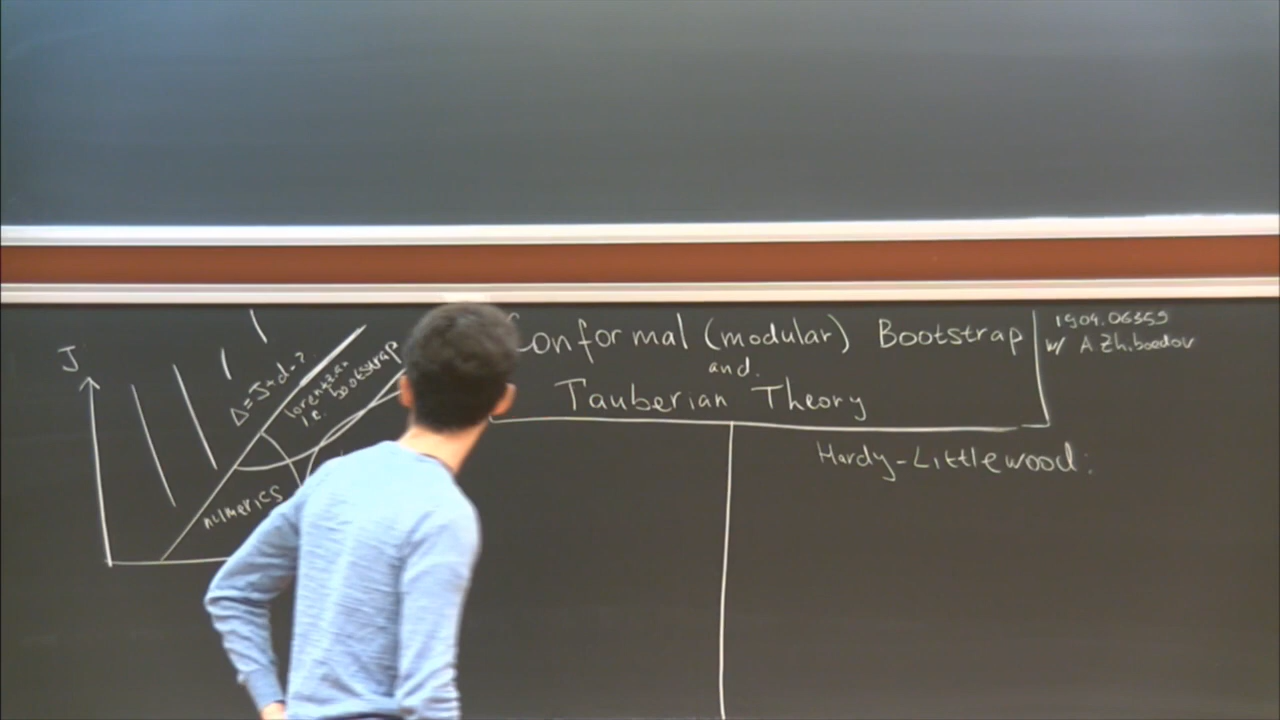 J
Δ=J+d-2
lorentzian
i.e. bootstrap
numerics
Conformal (modular) Bootstrap
and.
Tauberian Theory
1904.06359
w/ A.Zhiboedov
Hardy-Littlewood: